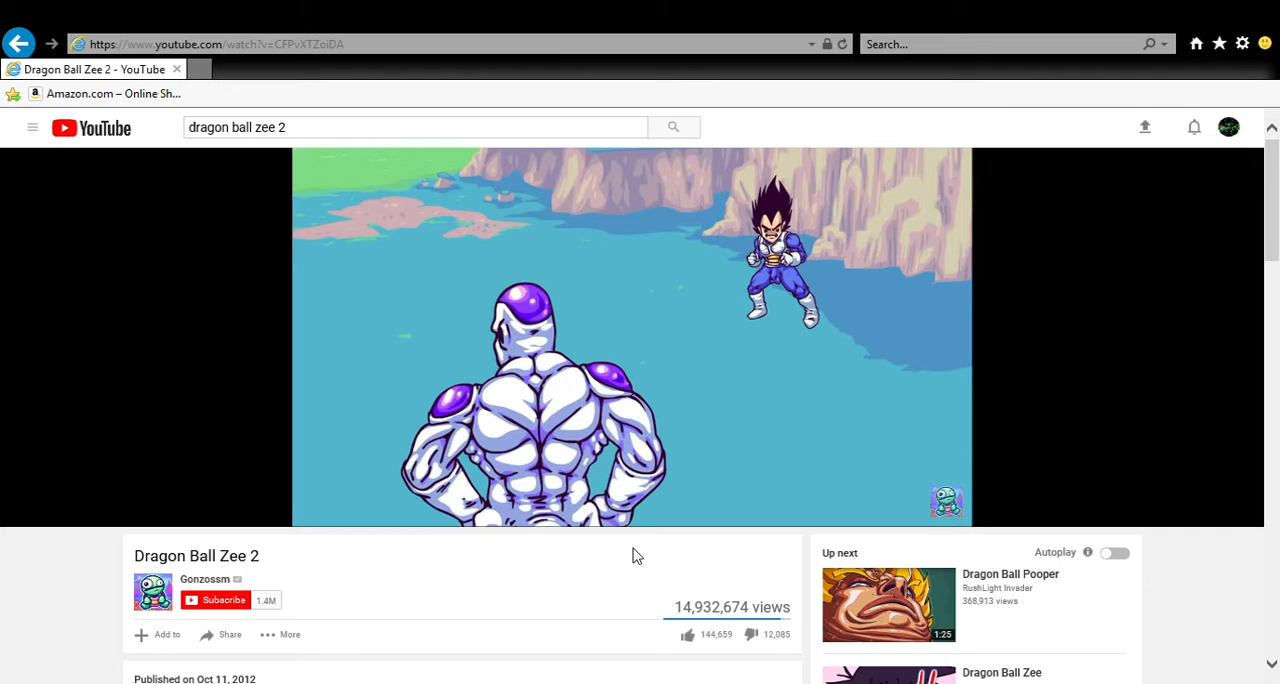 https://www.youtube.com/watch?v=CFPvXTZoiDA
Search...
Dragon Ball Zee 2 - YouTube
Amazon.com – Online Sh...
YouTube
dragon ball zee 2
Dragon Ball Zee 2
Gonzossm
Subscribe 1.4M
14,932,674 views
Add to Share More
144,659 12,085
Published on Oct 11, 2012
Up next
Autoplay
Dragon Ball Pooper
RushLight Invader
368,913 views
1:25
Dragon Ball Zee